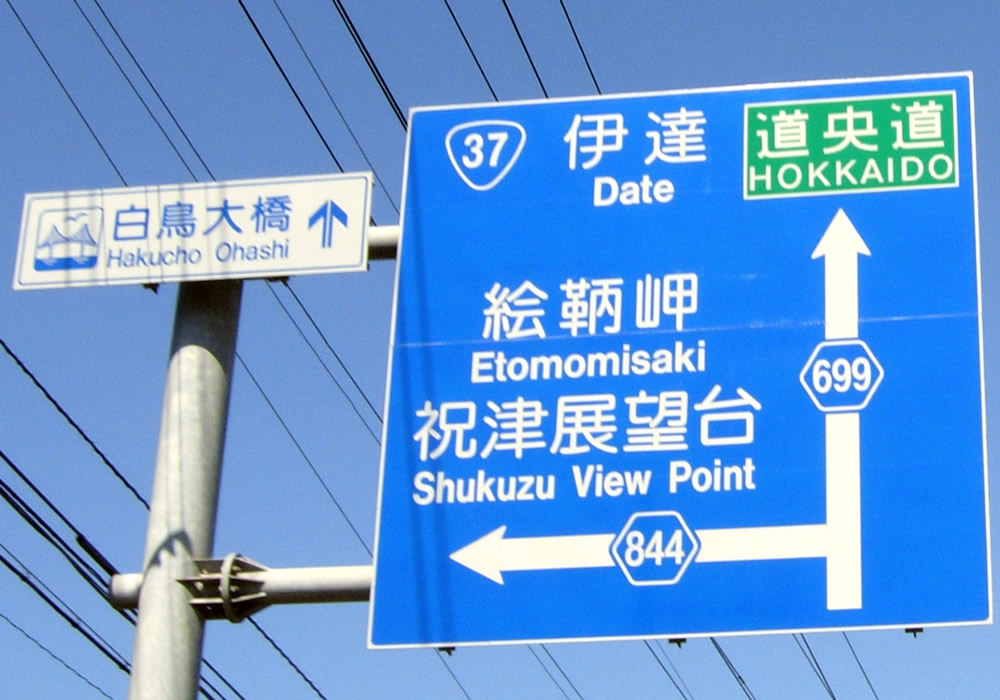 白鳥大橋
Hakucho Ohashi
37
伊達
Date
道央道
HOKKAIDO
絵鞆岬
Etomomisaki
祝津展望台
Shukuzu View Point
699
844